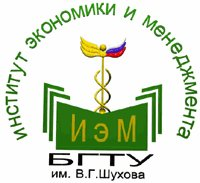 институт экономики и менеджмента
ИэМ
БГТУ
им. В.Г.Шухова